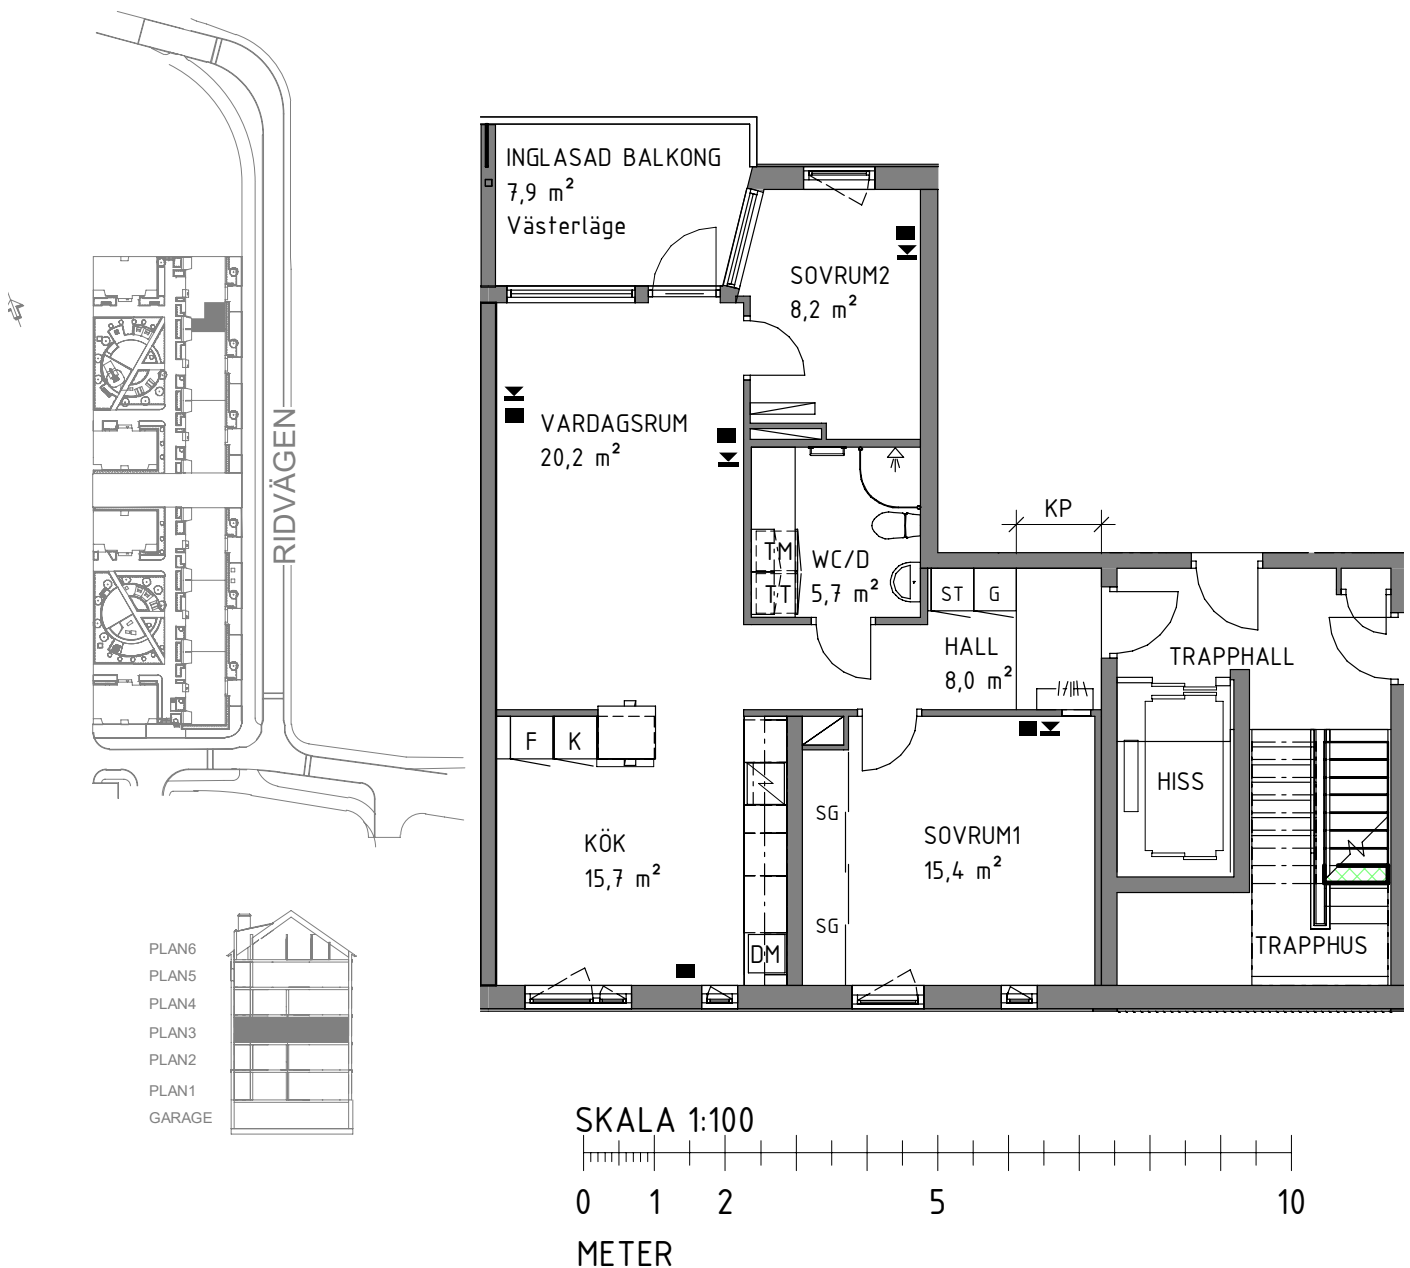 RIDVÄGEN
INGLASAD BALKONG
7,9 m²
Västerläge
SOVRUM2
8,2 m²
VARDAGSRUM
20,2 m²
KP
TM
TT
WC/D
5,7 m²
ST
G
HALL
8,0 m²
TRAPPHALL
F
K
HISS
SG
SOVRUM1
15,4 m²
KÖK
15,7 m²
SG
DM
TRAPPHUS
PLAN6
PLAN5
PLAN4
PLAN3
PLAN2
PLAN1
GARAGE
SKALA 1:100
0 1 2 5 10
METER